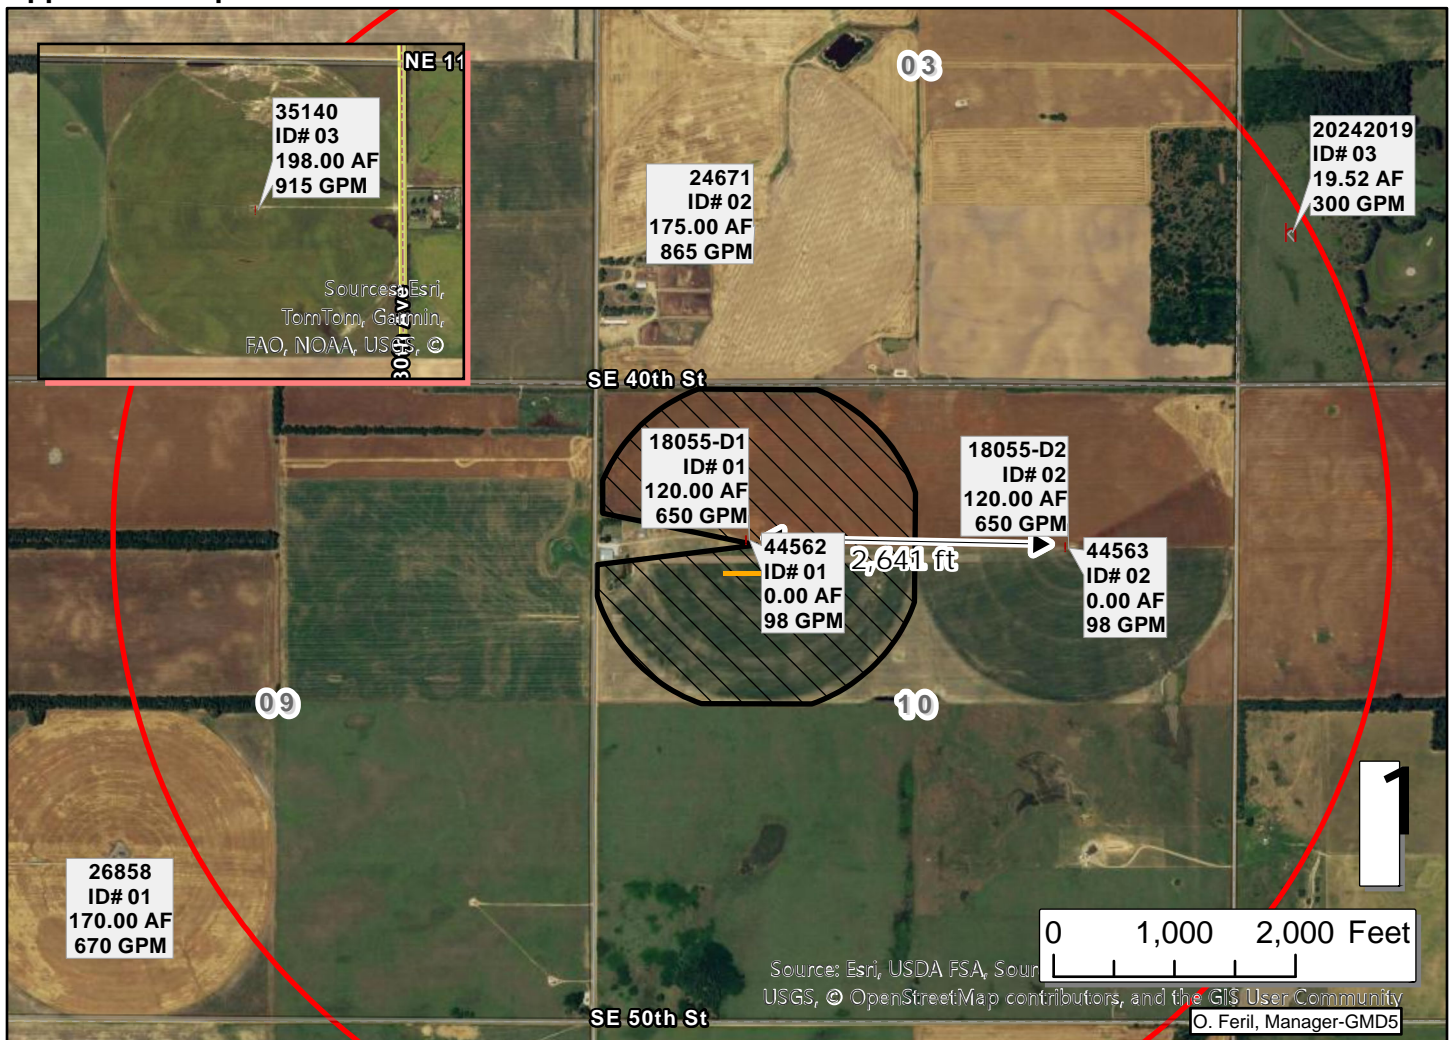 NE 11
35140
ID# 03
198.00 AF
915 GPM
Sources: Esri,
TomTom, Garmin,
FAO, NOAA, USGS, ©
30th Ave
03
20242019
ID# 03
19.52 AF
300 GPM
24671
ID# 02
175.00 AF
865 GPM
SE 40th St
18055-D1
ID# 01
120.00 AF
650 GPM
18055-D2
ID# 02
120.00 AF
650 GPM
2,641 ft
44562
ID# 01
0.00 AF
98 GPM
44563
ID# 02
0.00 AF
98 GPM
09
10
1
26858
ID# 01
170.00 AF
670 GPM
0 1,000 2,000 Feet
Source: Esri, USDA FSA, Sour
USGS, © OpenStreetMap contributors, and the GIS User Community
SE 50th St
O. Feril, Manager-GMD5